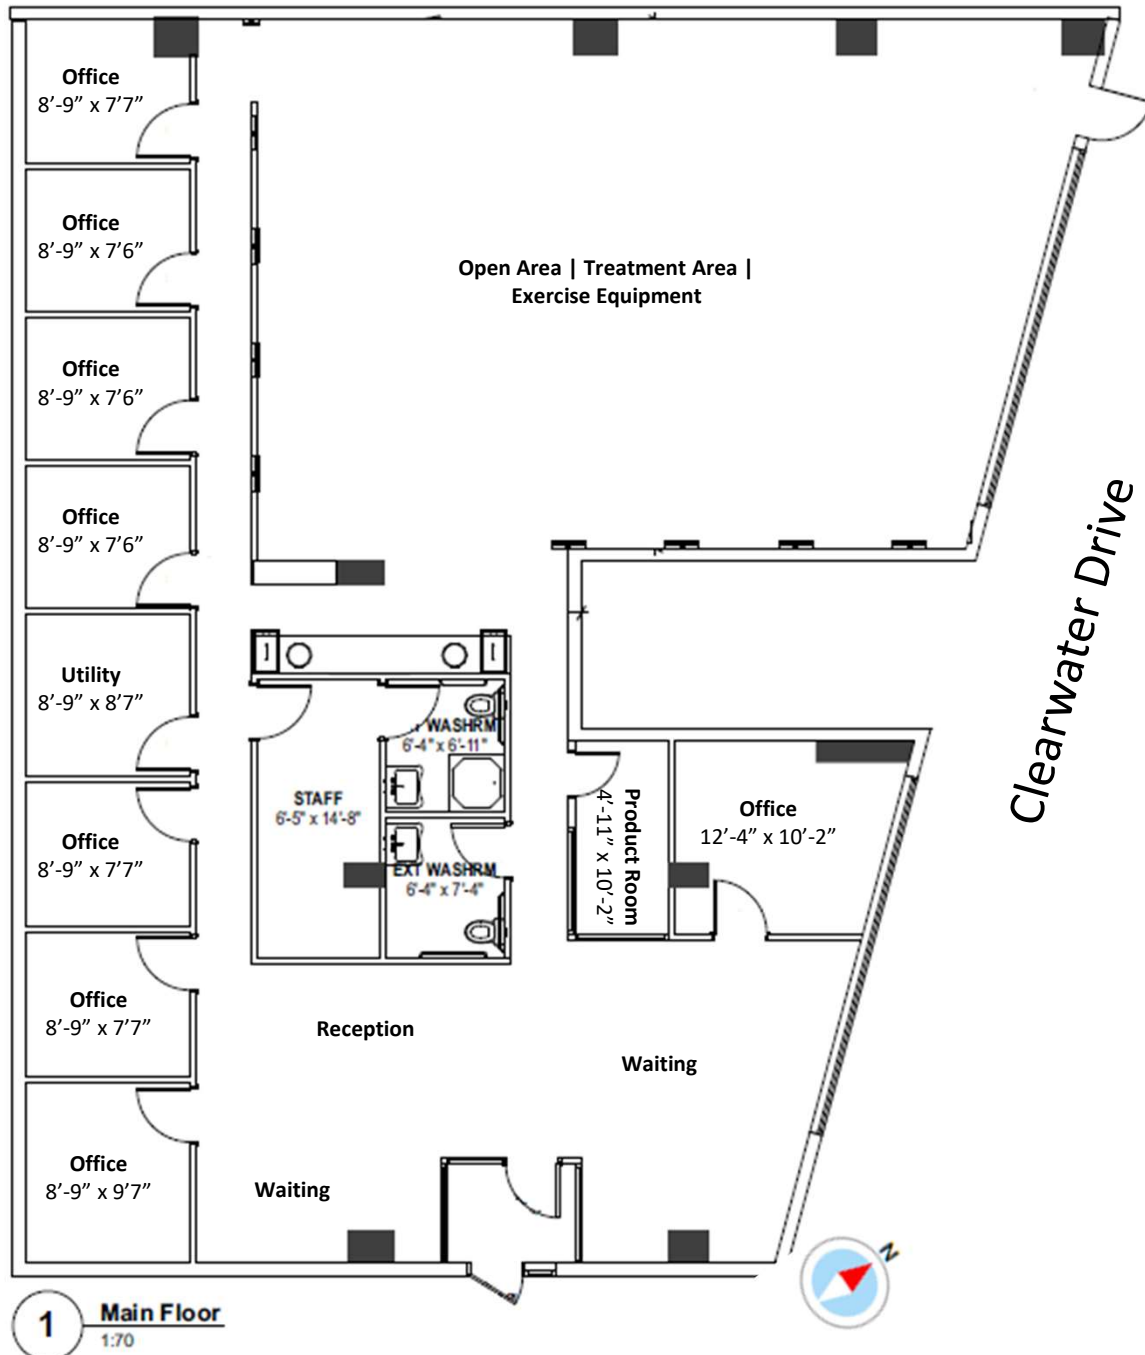 Office
8’-9” x 7’7”
Office
8’-9” x 7’6”
Open Area | Treatment Area |
Exercise Equipment
Office
8’-9” x 7’6”
Office
8’-9” x 7’6”
Clearwater Drive
Utility
8’-9” x 8’7”
WASHRM
6'-4" x 6'-11"
STAFF
6'-5" x 14'-8"
Product Room
4’-11” x 10’-2”
Office
12’-4” x 10’-2”
Office
8’-9” x 7’7”
EXT WASHRM
6'-4" x 7'-4"
Office
8’-9” x 7’7”
Reception
Waiting
Office
8’-9” x 9’7”
Waiting
N
1 Main Floor
1:70